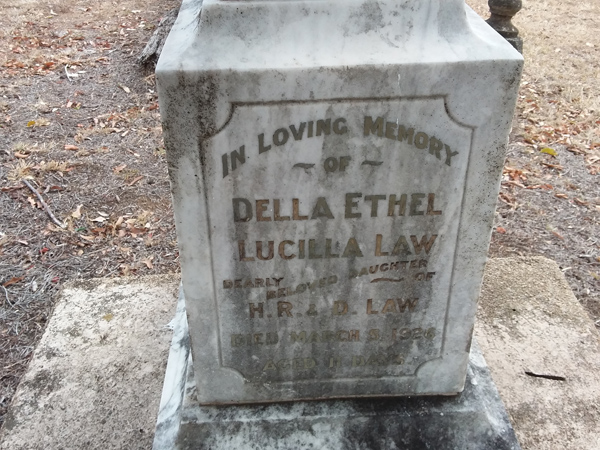 In Loving Memory
~ OF ~
DELLA ETHEL
LUCILLA LAW
DEARLY BELOVED DAUGHTER OF
H.R. & D. LAW
DIED MARCH
AGED